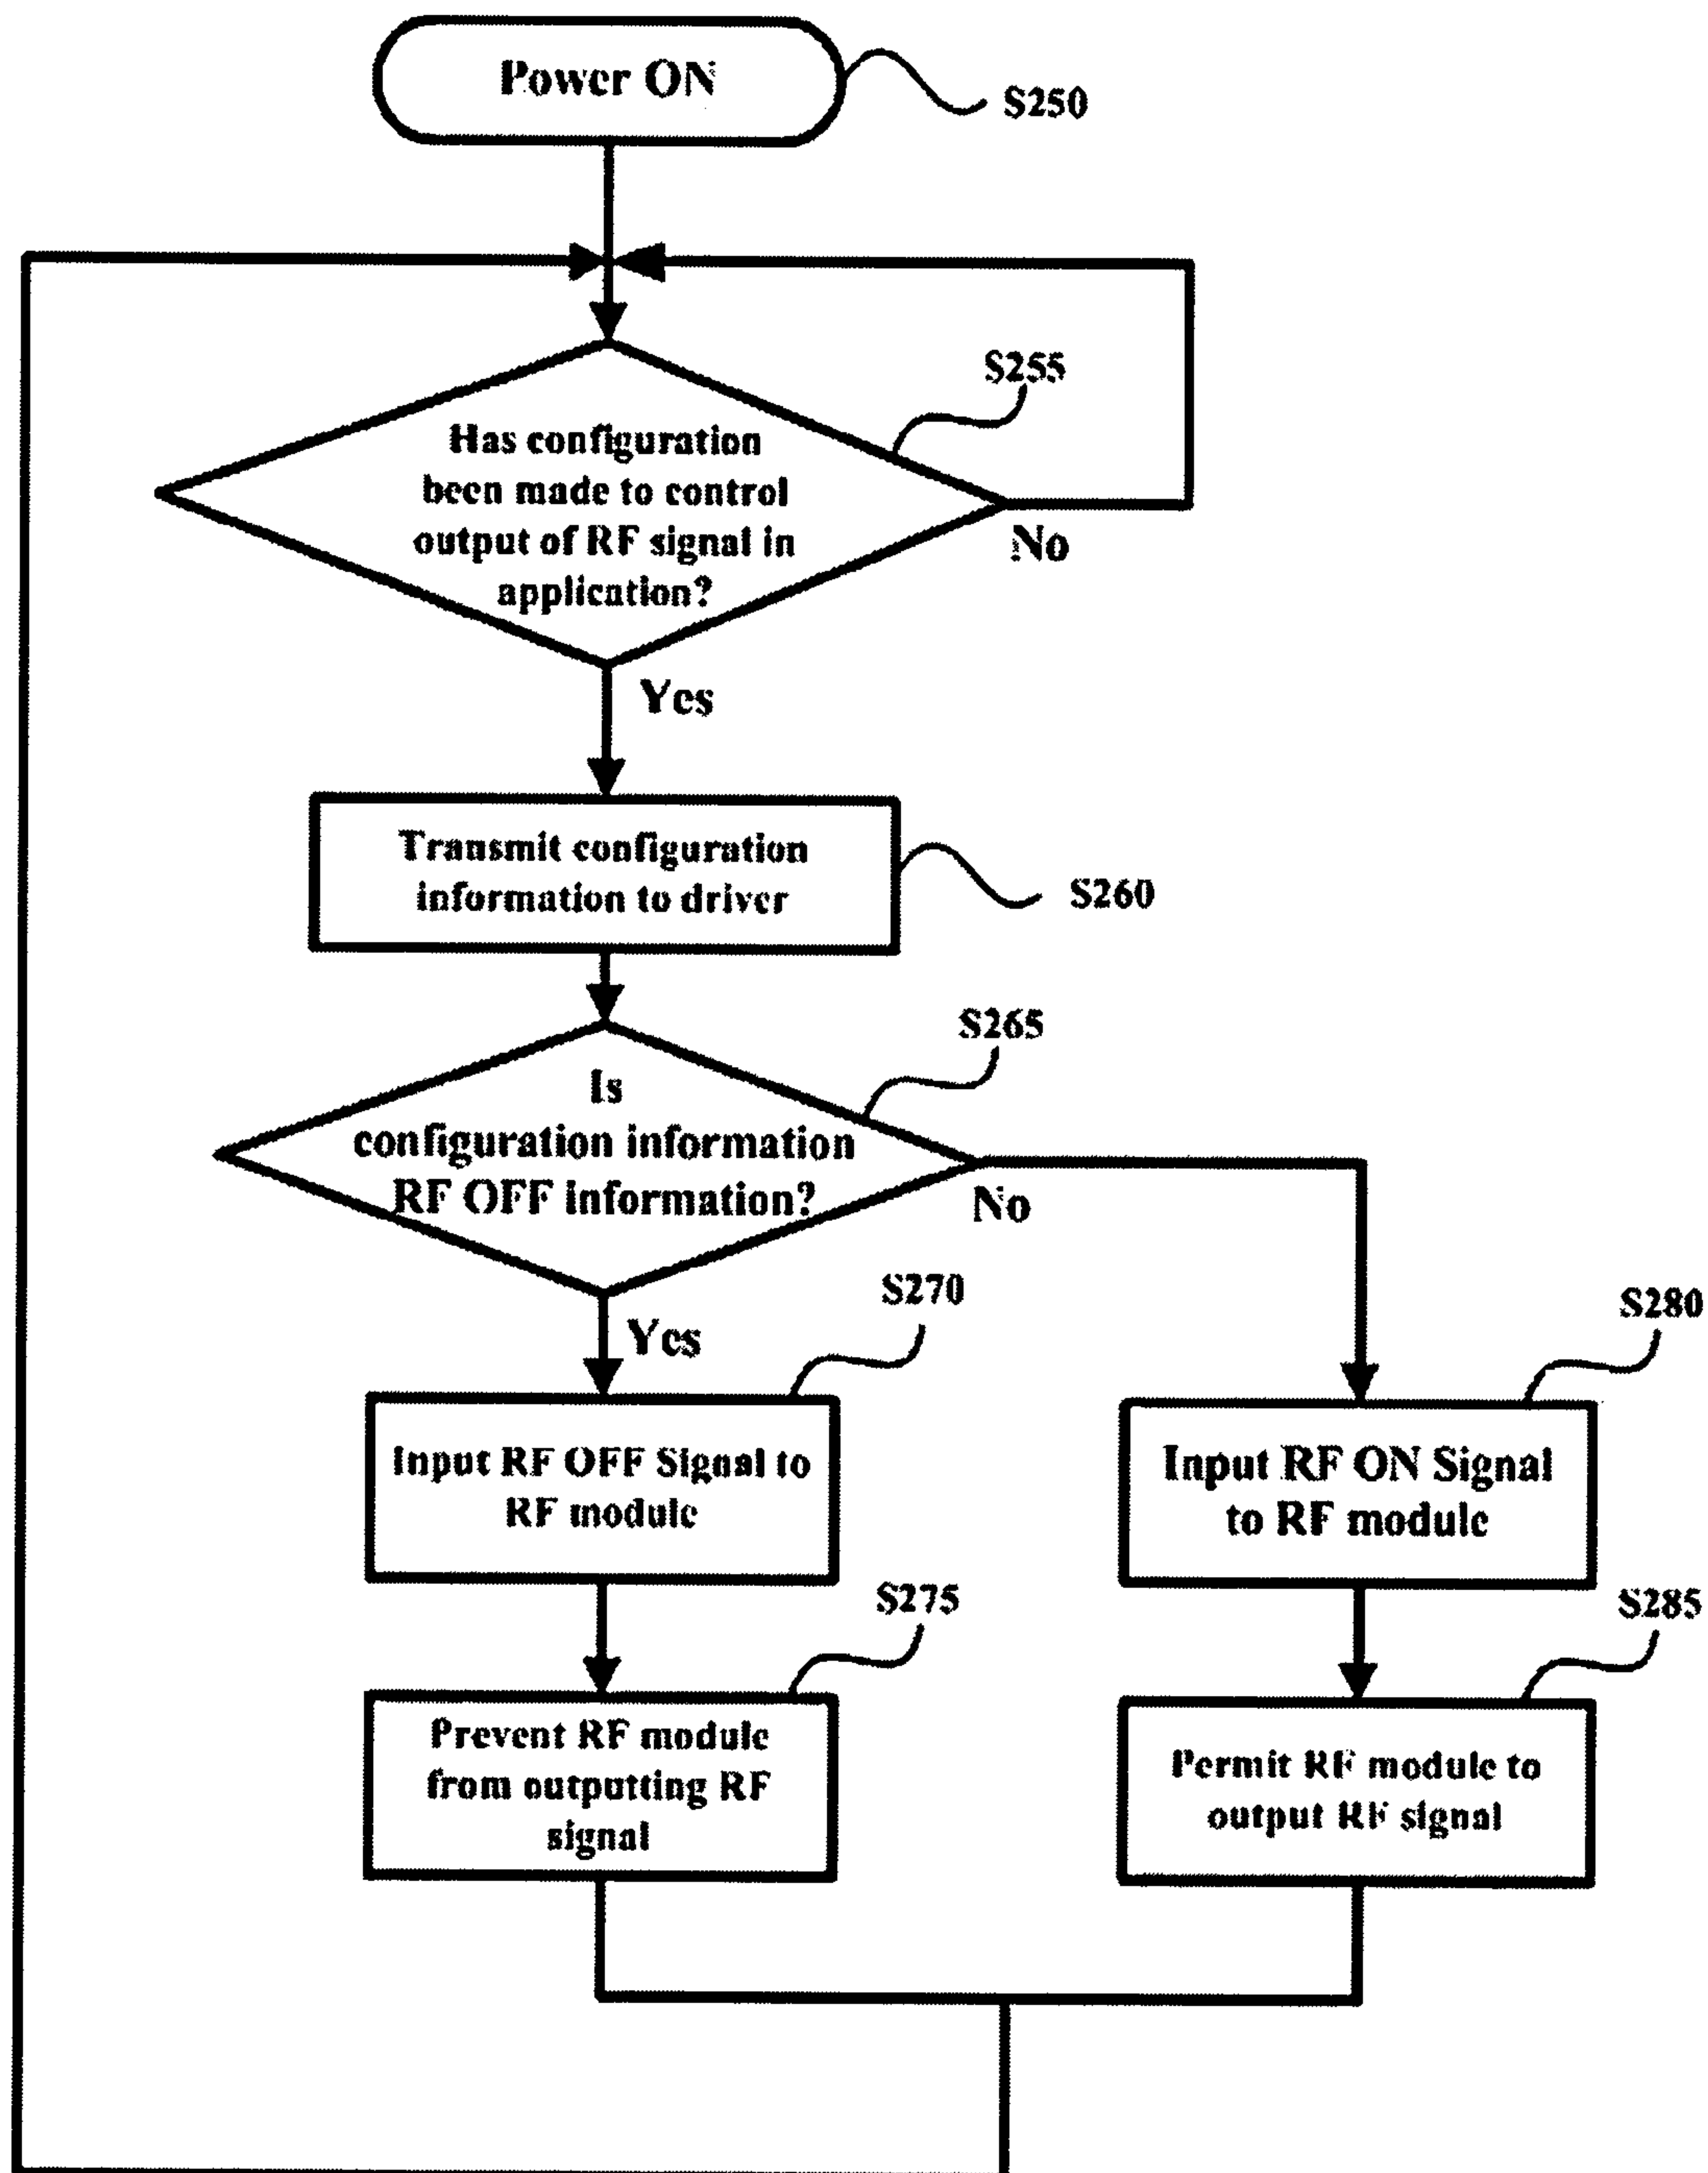 Power ON
S250
S255
Has configuration
been made to control
output of RF signal in
application?
No
Yes
Transmit configuration
information to driver
S260
S265
Is
configuration information
RF OFF information?
No
Yes
S270
S280
Input RF OFF Signal to
RF module
Input RF ON Signal
to RF module
S275
S285
Prevent RF module
from outputting RF
signal
Permit RF module to
output RF signal